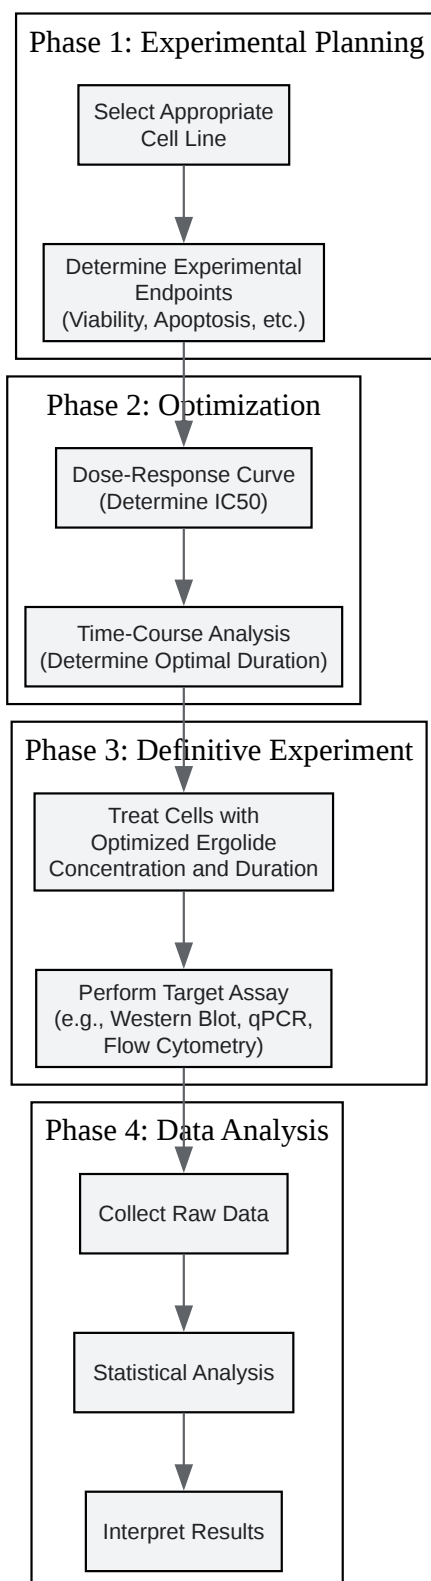 Phase 1: Experimental Planning
Select Appropriate
Cell Line
Determine Experimental
Endpoints
(Viability, Apoptosis, etc.)
Phase 2: Optimization
Dose-Response Curve
(Determine IC50)
Time-Course Analysis
(Determine Optimal Duration)
Phase 3: Definitive Experiment
Treat Cells with
Optimized Ergolide
Concentration and Duration
Perform Target Assay
(e.g., Western Blot, qPCR,
Flow Cytometry)
Phase 4: Data Analysis
Collect Raw Data
Statistical Analysis
Interpret Results